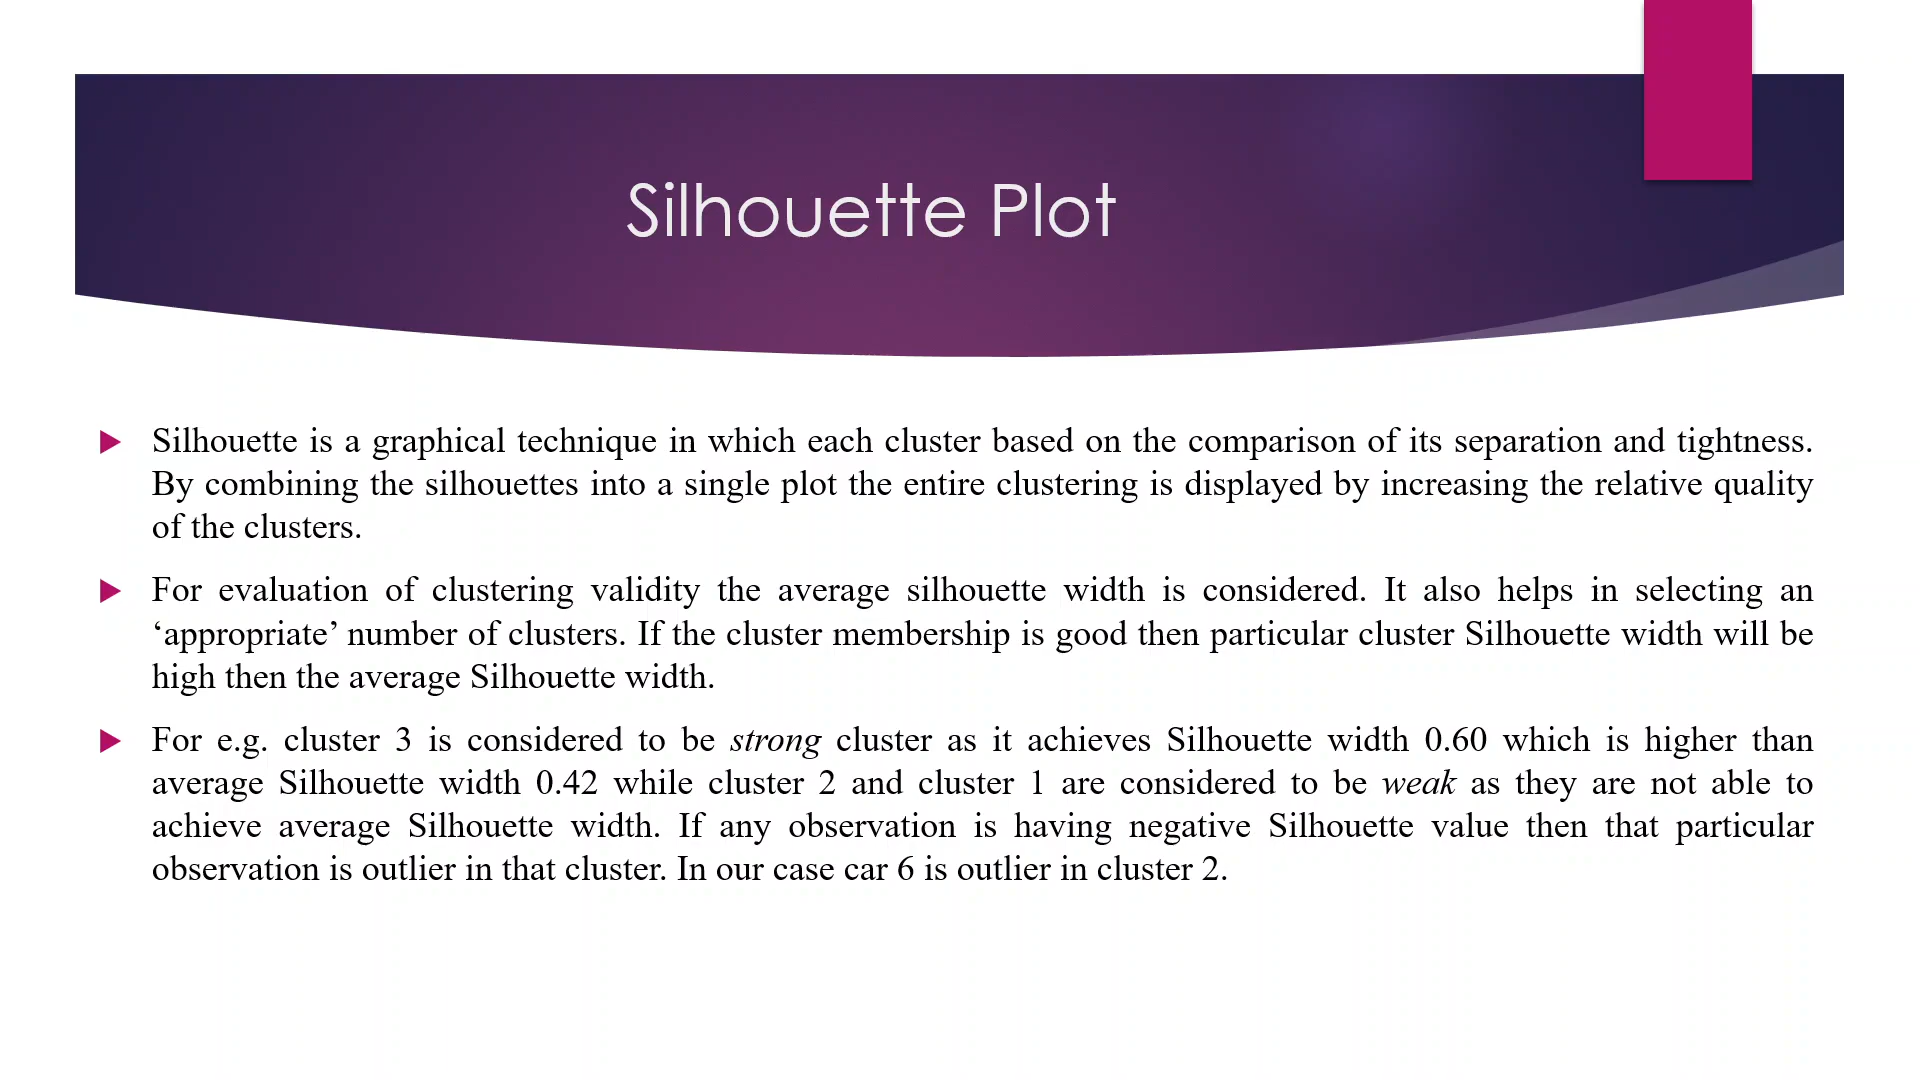 Silhouette Plot
Silhouette is a graphical technique in which each cluster based on the comparison of its separation and tightness.
By combining the silhouettes into a single plot the entire clustering is displayed by increasing the relative quality
of the clusters.
For evaluation of clustering validity the average silhouette width is considered. It also helps in selecting an
‘appropriate’ number of clusters. If the cluster membership is good then particular cluster Silhouette width will be
high then the average Silhouette width.
For e.g. cluster 3 is considered to be strong cluster as it achieves Silhouette width 0.60 which is higher than
average Silhouette width 0.42 while cluster 2 and cluster 1 are considered to be weak as they are not able to
achieve average Silhouette width. If any observation is having negative Silhouette value then that particular
observation is outlier in that cluster. In our case car 6 is outlier in cluster 2.